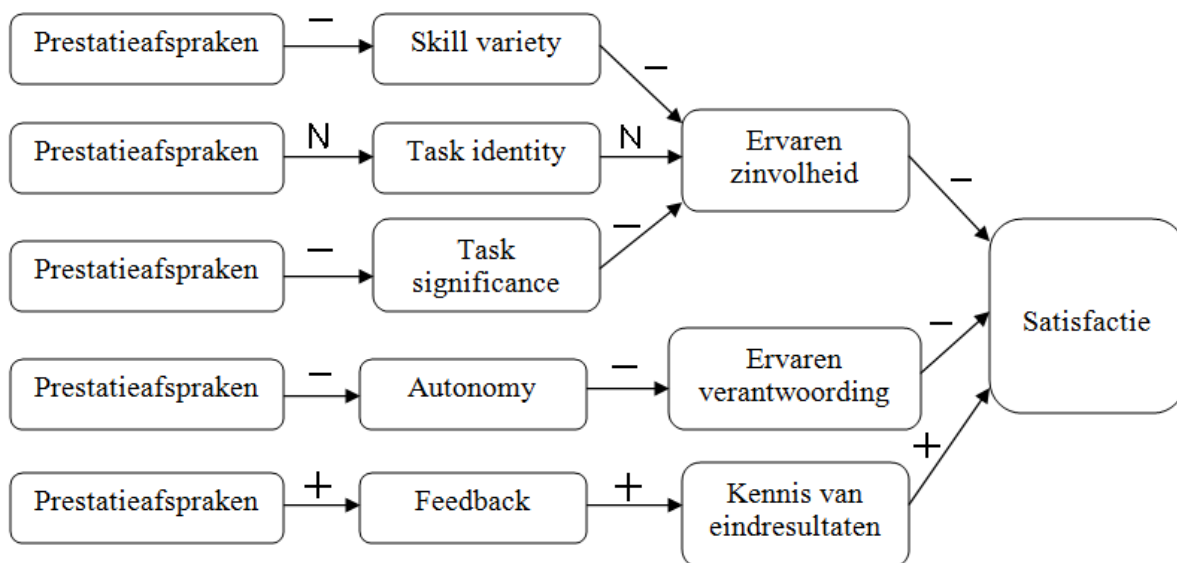 Prestatieafspraken
–
Skill variety
–
Prestatieafspraken
N
Task identity
N
Ervaren
zinvolheid
–
Prestatieafspraken
–
Task
significance
–
Satisfactie
Prestatieafspraken
–
Autonomy
–
Ervaren
verantwoording
–
Prestatieafspraken
+
Feedback
+
Kennis van
eindresultaten
+